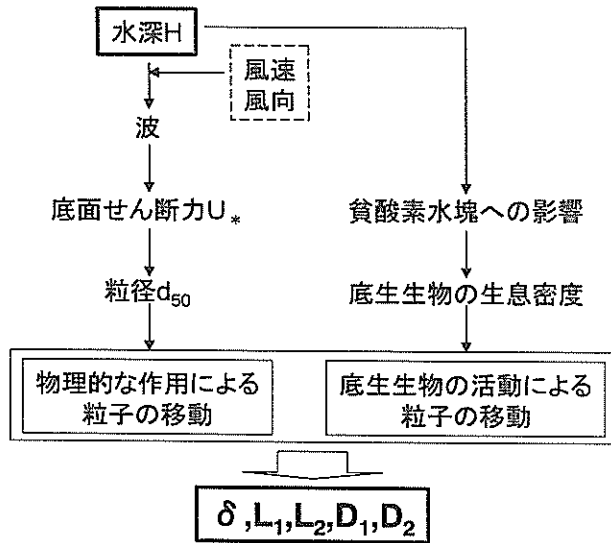 水深H
風速
風向
波
底面せん断力U*
貧酸素水塊への影響
粒径d50
底生生物の生息密度
物理的な作用による
粒子の移動
底生生物の活動による
粒子の移動
δ,L1,L2,D1,D2